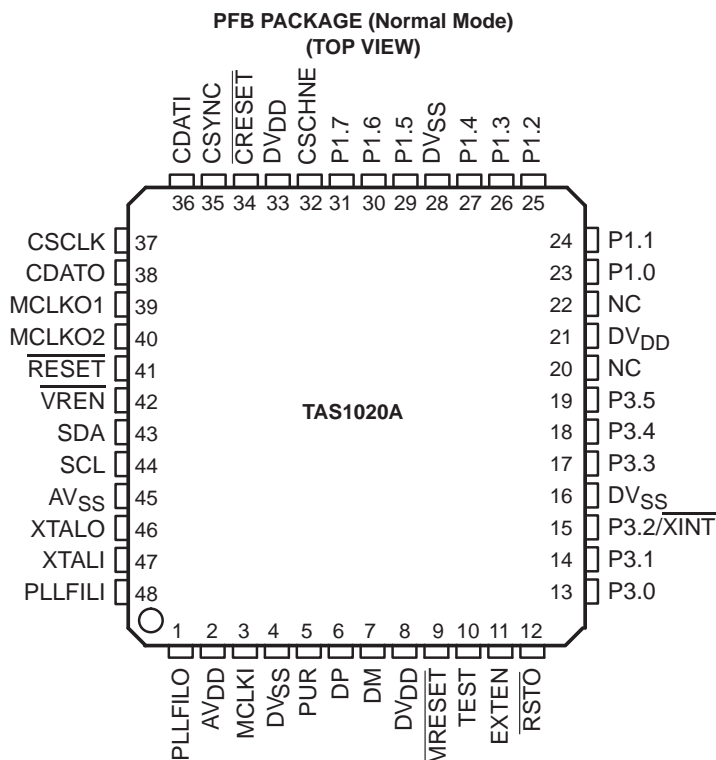 PFB PACKAGE (Normal Mode)
(TOP VIEW)
CDATI
CSYNC
CRESET
DVDD
CSCHNE
P1.7
P1.6
P1.5
DVSS
P1.4
P1.3
P1.2
36 35 34 33 32 31 30 29 28 27 26 25
CSCLK 37 24 P1.1
CDATO 38 23 P1.0
MCLKO1 39 22 NC
MCLKO2 40 21 DVDD
RESET 41 20 NC
VREN 42 19 P3.5
TAS1020A
SDA 43 18 P3.4
SCL 44 17 P3.3
AVSS 45 16 DVSS
XTALO 46 15 P3.2/XINT
XTALI 47 14 P3.1
PLLFILI 48 13 P3.0
1 2 3 4 5 6 7 8 9 10 11 12
PLLFILO
AVDD
MCLKI
DVSS
PUR
DP
DM
DVDD
MRESET
TEST
EXTEN
RSTO